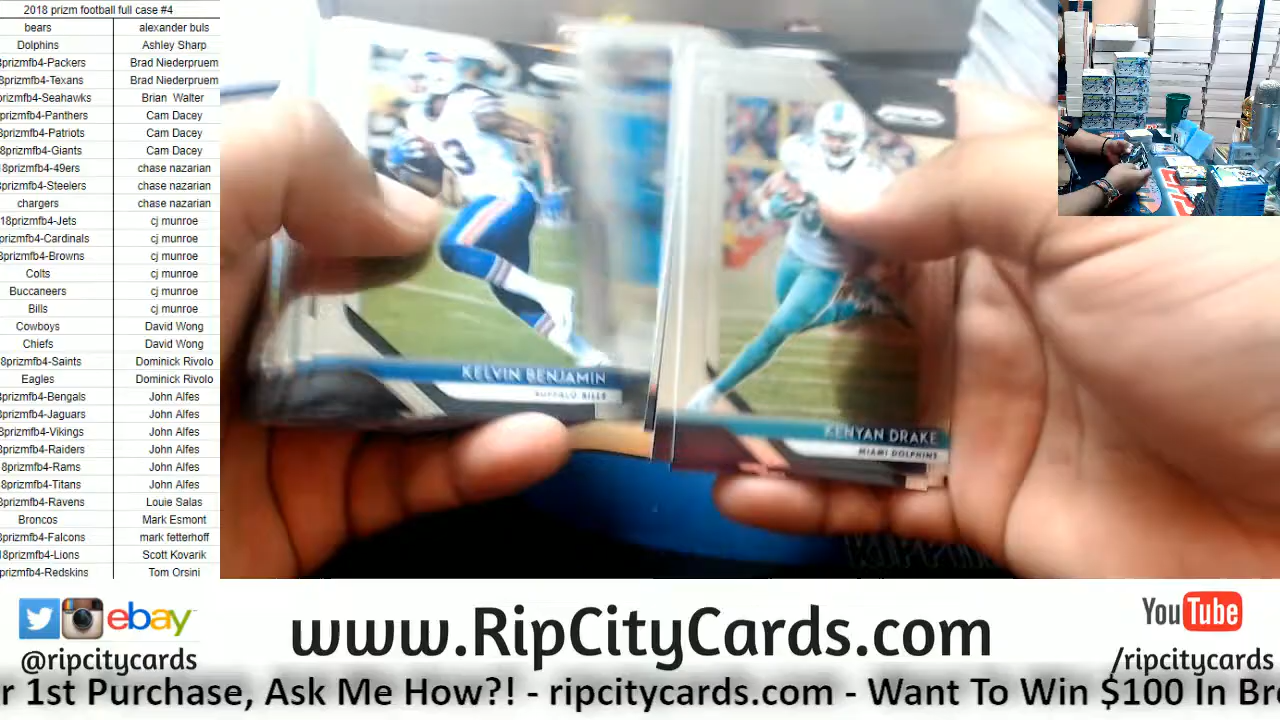 2018 prizm football full case #4
bears alexander buls
Dolphins Ashley Sharp
prizmfb4-Packers Brad Niederpruem
prizmfb4-Texans Brad Niederpruem
prizmfb4-Seahawks Brian Walter
prizmfb4-Panthers Cam Dacey
prizmfb4-Patriots Cam Dacey
8prizmfb4-Giants Cam Dacey
18prizmfb4-49ers chase nazarian
prizmfb4-Steelers chase nazarian
chargers chase nazarian
18prizmfb4-Jets cj munroe
prizmfb4-Cardinals cj munroe
8prizmfb4-Browns cj munroe
Colts cj munroe
Buccaneers cj munroe
Bills cj munroe
Cowboys David Wong
Chiefs David Wong
8prizmfb4-Saints Dominick Rivolo
Eagles Dominick Rivolo
8prizmfb4-Bengals John Alfes
prizmfb4-Jaguars John Alfes
8prizmfb4-Vikings John Alfes
8prizmfb4-Raiders John Alfes
8prizmfb4-Rams John Alfes
8prizmfb4-Titans John Alfes
8prizmfb4-Ravens Louie Salas
Broncos Mark Esmont
8prizmfb4-Falcons mark fetterhoff
18prizmfb4-Lions Scott Kovarik
prizmfb4-Redskins Tom Orsini
KELVIN BENJAMIN
BUFFALO BILLS
KENYAN DRAKE
MIAMI DOLPHINS
ebay
@ripcitycards
www.RipCityCards.com
YouTube
/ripcitycards
r 1st Purchase, Ask Me How?! - ripcitycards.com - Want To Win $100 In Bre